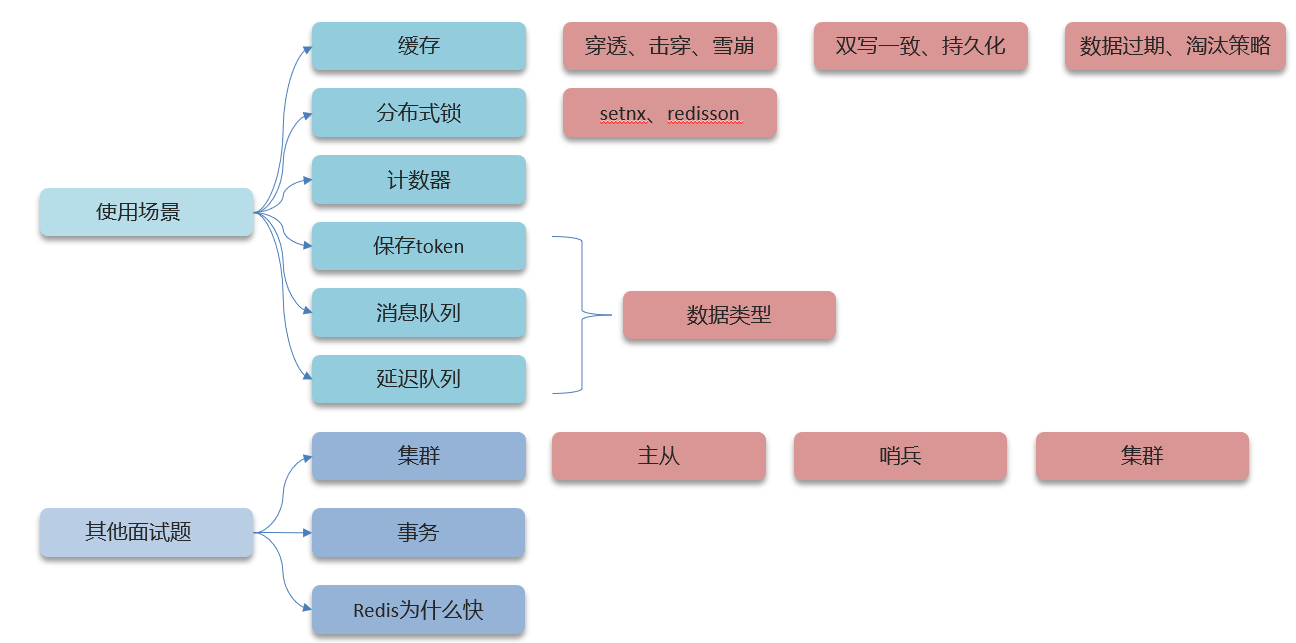 缓存
穿透、击穿、雪崩
双写一致、持久化
数据过期、淘汰策略
分布式锁
setnx、redisson
计数器
使用场景
保存token
消息队列
数据类型
延迟队列
集群
主从
哨兵
集群
其他面试题
事务
Redis为什么快